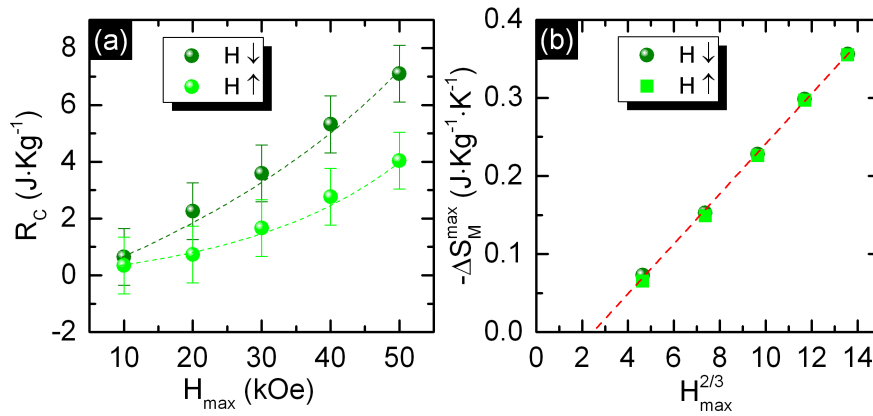 (a)
H ↓
H ↑
8
6
4
2
0
-2
R_C (J·Kg⁻¹)
10 20 30 40 50
H_max (kOe)
(b)
H ↓
H ↑
0.4
0.3
0.2
0.1
0.0
-ΔS_M^max (J·Kg⁻¹·K⁻¹)
0 2 4 6 8 10 12 14
H_max^2/3